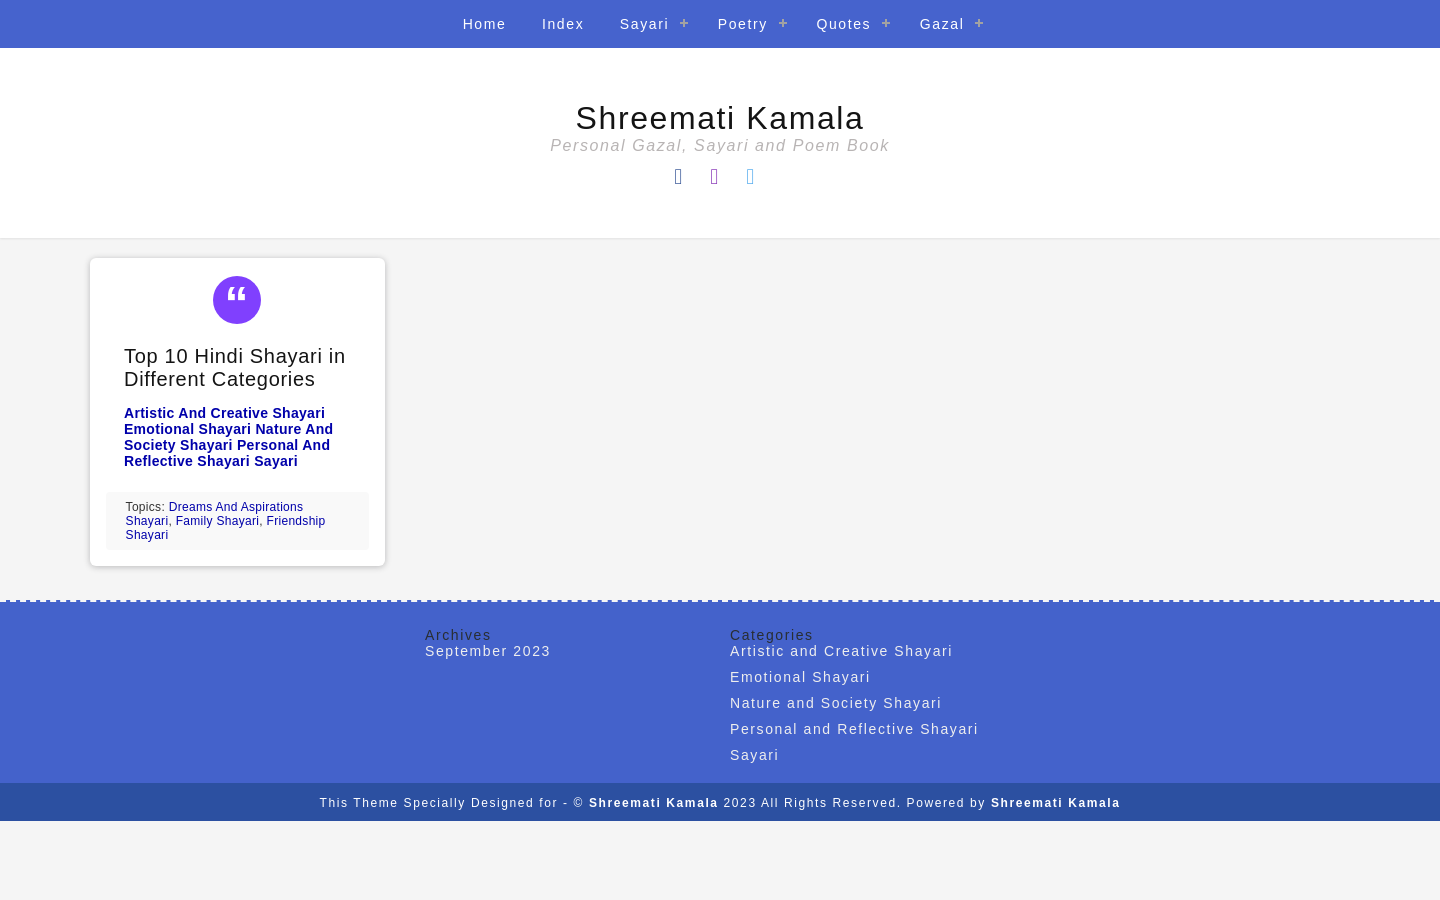 Home Index Sayari + Poetry + Quotes + Gazal +
Shreemati Kamala
Personal Gazal, Sayari and Poem Book
“
Top 10 Hindi Shayari in
Different Categories
Artistic And Creative Shayari
Emotional Shayari Nature And
Society Shayari Personal And
Reflective Shayari Sayari
Topics: Dreams And Aspirations
Shayari, Family Shayari, Friendship
Shayari
Archives
September 2023
Categories
Artistic and Creative Shayari
Emotional Shayari
Nature and Society Shayari
Personal and Reflective Shayari
Sayari
This Theme Specially Designed for - © Shreemati Kamala 2023 All Rights Reserved. Powered by Shreemati Kamala